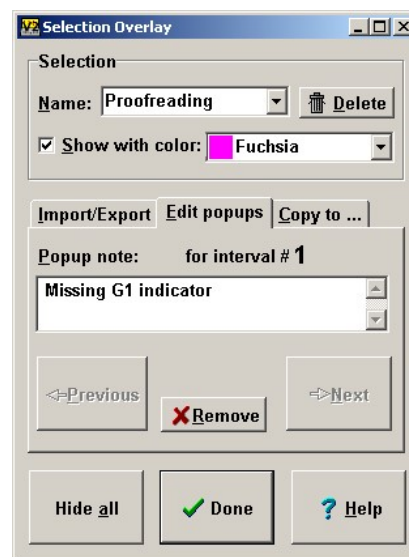 Selection Overlay
Selection
Name: Proofreading Delete
Show with color: Fuchsia
Import/Export Edit popups Copy to ...
Popup note: for interval # 1
Missing G1 indicator
Previous Next
Remove
Hide all Done Help